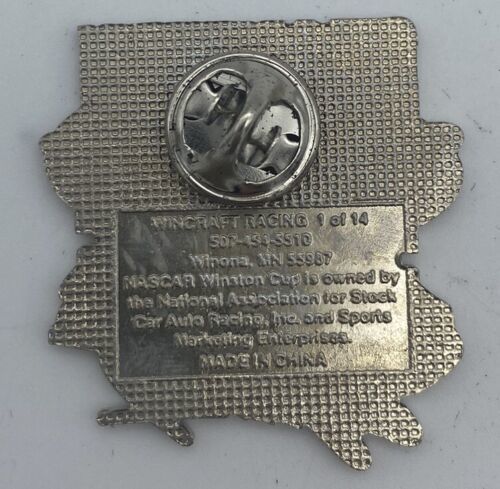 WINCRAFT RACING 1 of 14
507-454-5510
Winona, MN 55987
NASCAR Winston Cup is owned by
the National Association for Stock
Car Auto Racing, Inc. and Sports
Marketing Enterprises.
MADE IN CHINA